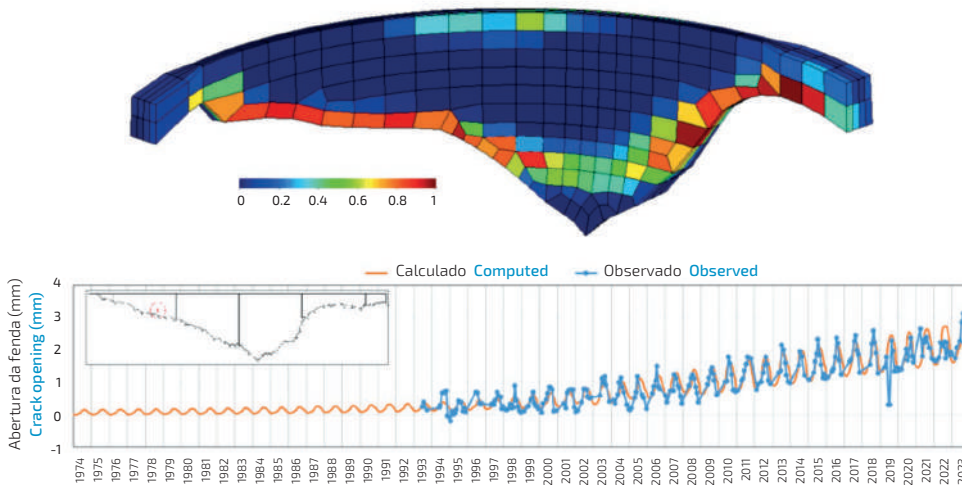 0 0.2 0.4 0.6 0.8 1
Calculado Computed Observado Observed
Abertura da fenda (mm)
Crack opening (mm)
4
3
2
1
0
-1
1974 1975 1976 1977 1978 1979 1980 1981 1982 1983 1984 1985 1986 1987 1988 1989 1990 1991 1992 1993 1994 1995 1996 1997 1998 1999 2000 2001 2002 2003 2004 2005 2006 2007 2008 2009 2010 2011 2012 2013 2014 2015 2016 2017 2018 2019 2020 2021 2022 2023